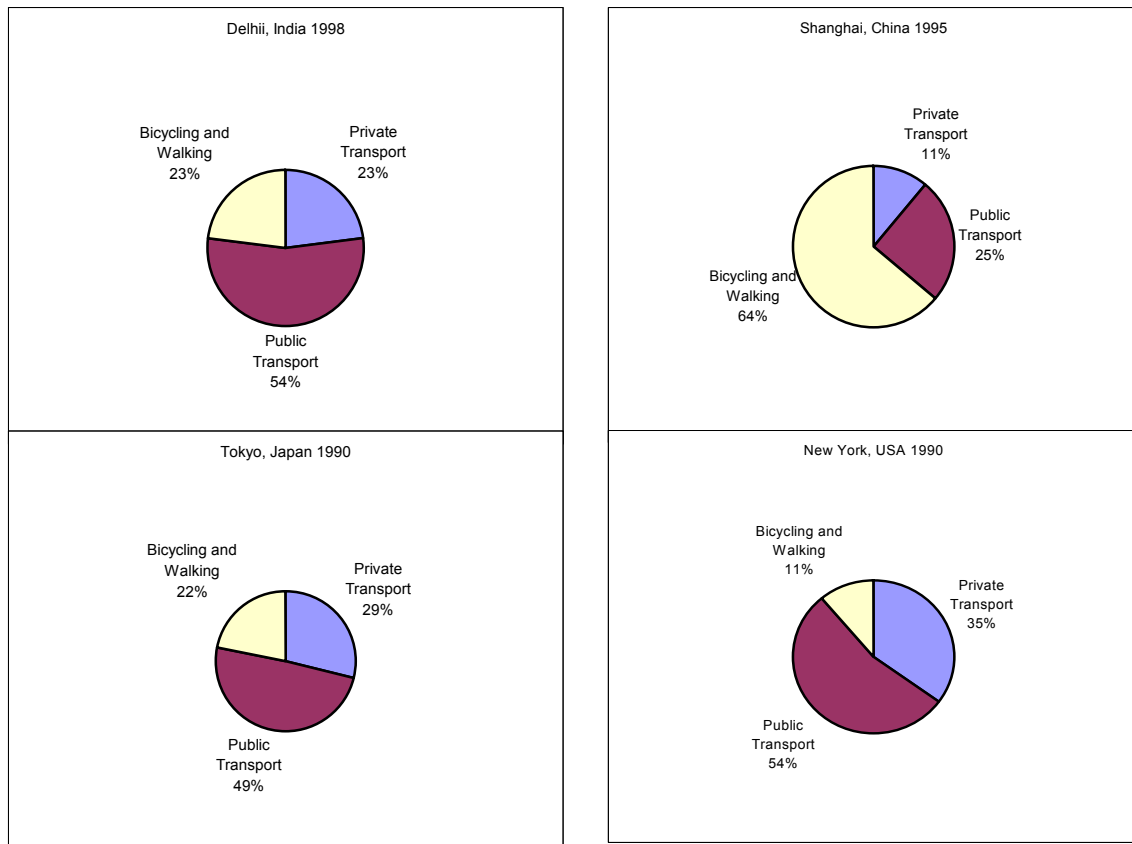 Delhii, India 1998
Bicycling and
Walking
23%
Private
Transport
23%
Public
Transport
54%
Shanghai, China 1995
Private
Transport
11%
Public
Transport
25%
Bicycling and
Walking
64%
Tokyo, Japan 1990
Bicycling and
Walking
22%
Private
Transport
29%
Public
Transport
49%
New York, USA 1990
Bicycling and
Walking
11%
Private
Transport
35%
Public
Transport
54%